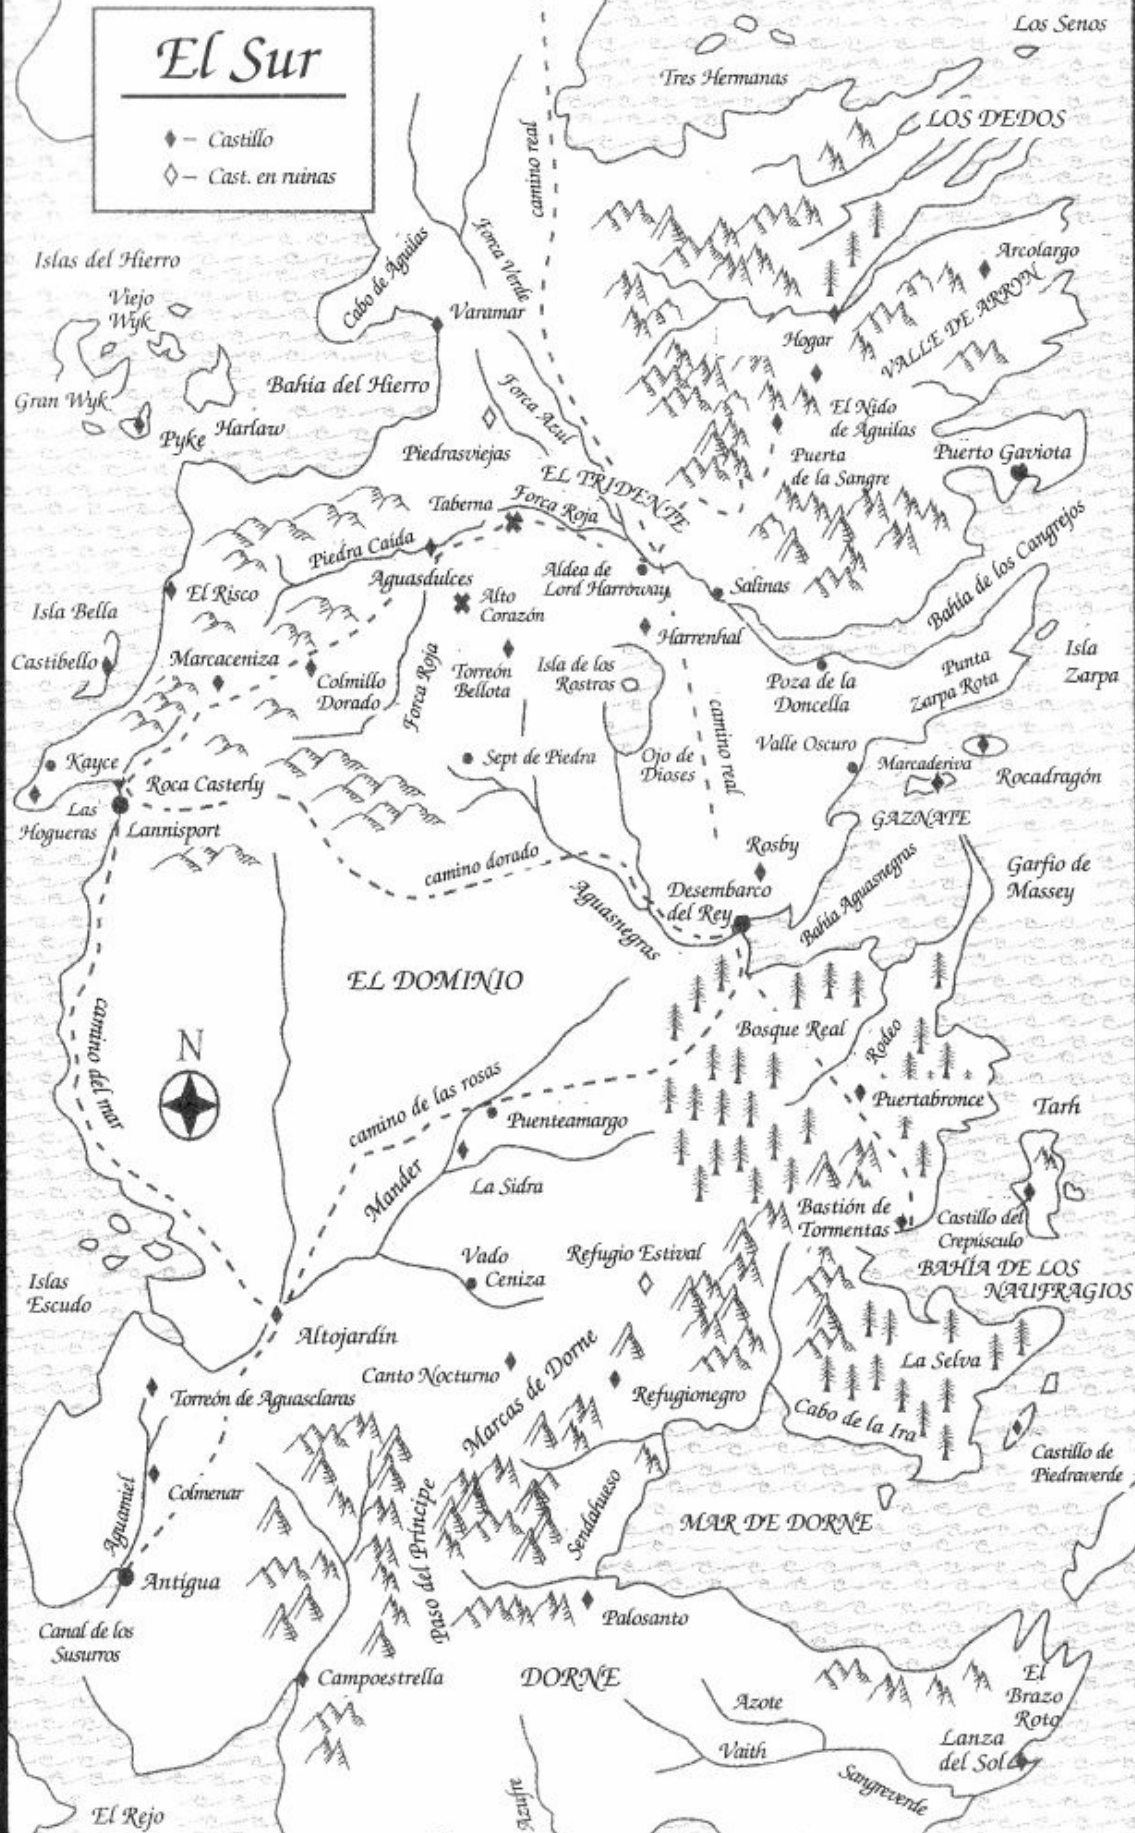 El Sur
Castillo
Cast. en ruinas
Los Senos
Tres Hermanas
LOS DEDOS
camino real
Forca Verde
Cabo de Águilas
Islas del Hierro
Viejo
Wyk
Varamar
Arcolargo
VALLE DE ARRYN
Hogar
Gran Wyk
Pyke
Harlaw
Bahía del Hierro
Forca Azul
El Nido
de Águilas
Piedrasviejas
Puerta
de la Sangre
Puerto Gaviota
EL TRIDENTE
Taberna
Forca Roja
Piedra Caída
Aguasdulces
Aldea de
Lord Harroway
Salinas
Bahía de los Cangrejos
El Risco
Alto
Corazón
Isla Bella
Harrenhal
Castibello
Marcaceniza
Colmillo
Dorado
Forca Roja
Torreón
Bellota
Isla de los
Rostros
Poza de la
Doncella
Punta
Zarpa Rota
Isla
Zarpa
Kayce
Sept de Piedra
Ojo de
Dioses
camino real
Valle Oscuro
Marcaderiva
Rocadragón
Roca Casterly
Las
Hogueras
Lannisport
GAZNATE
camino dorado
Rosby
Garfio de
Massey
Desembarco
del Rey
Aguasnegras
Bahía Aguasnegras
EL DOMINIO
camino del mar
N
Bosque Real
Rodeo
camino de las rosas
Puenteamargo
Puertabronce
Tarh
Mander
La Sidra
Bastión de
Tormentas
Castillo del
Crepúsculo
Vado
Ceniza
Refugio Estival
BAHÍA DE LOS
NAUFRAGIOS
Islas
Escudo
Altojardín
Canto Nocturno
Marcas de Dorne
La Selva
Torreón de Aguasclaras
Refugionegro
Cabo de la Ira
Castillo de
Piedraverde
Colmenar
Aguamiel
Paso del Príncipe
Sendahueso
MAR DE DORNE
Antigua
Palosanto
Canal de los
Susurros
Campoestrella
DORNE
El
Brazo
Roto
Azote
Vaith
Lanza
del Sol
Sangreverde
Azufre
El Rejo